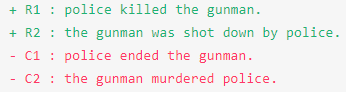 + R1 : police killed the gunman.
+ R2 : the gunman was shot down by police.
- C1 : police ended the gunman.
- C2 : the gunman murdered police.